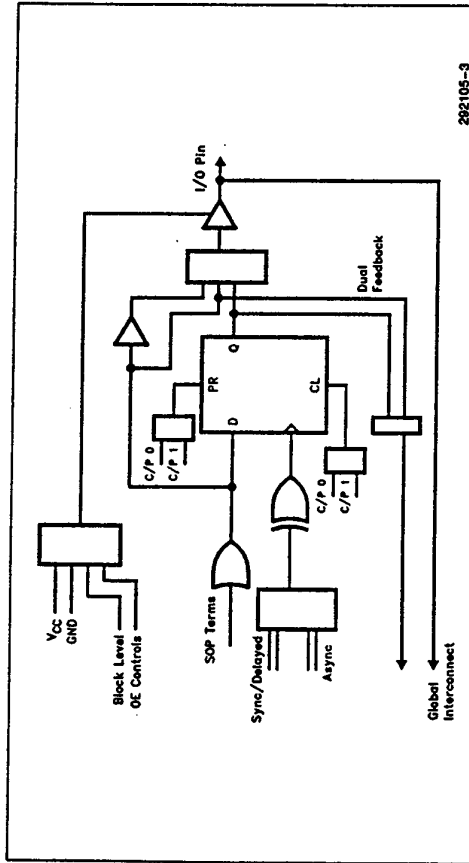 VCC
GND
Block Level
OE Controls
C/P 0
C/P 1
PR
D
Q
CL
I/O Pin
SOP Terms
Sync/Delayed
Async
C/P 0
C/P 1
Dual
Feedback
Global
Interconnect
292105-3